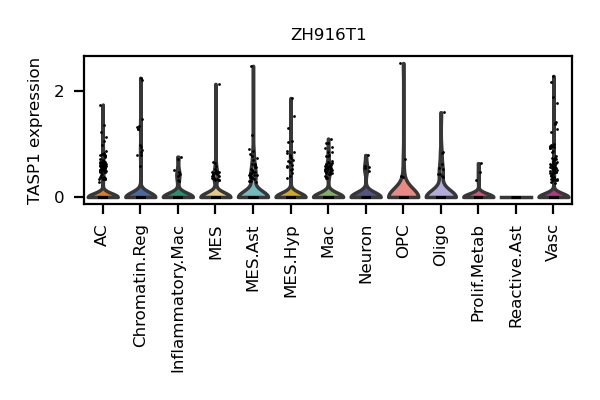 ZH916T1
TASP1 expression
2
0
AC
Chromatin.Reg
Inflammatory.Mac
MES
MES.Ast
MES.Hyp
Mac
Neuron
OPC
Oligo
Prolif.Metab
Reactive.Ast
Vasc